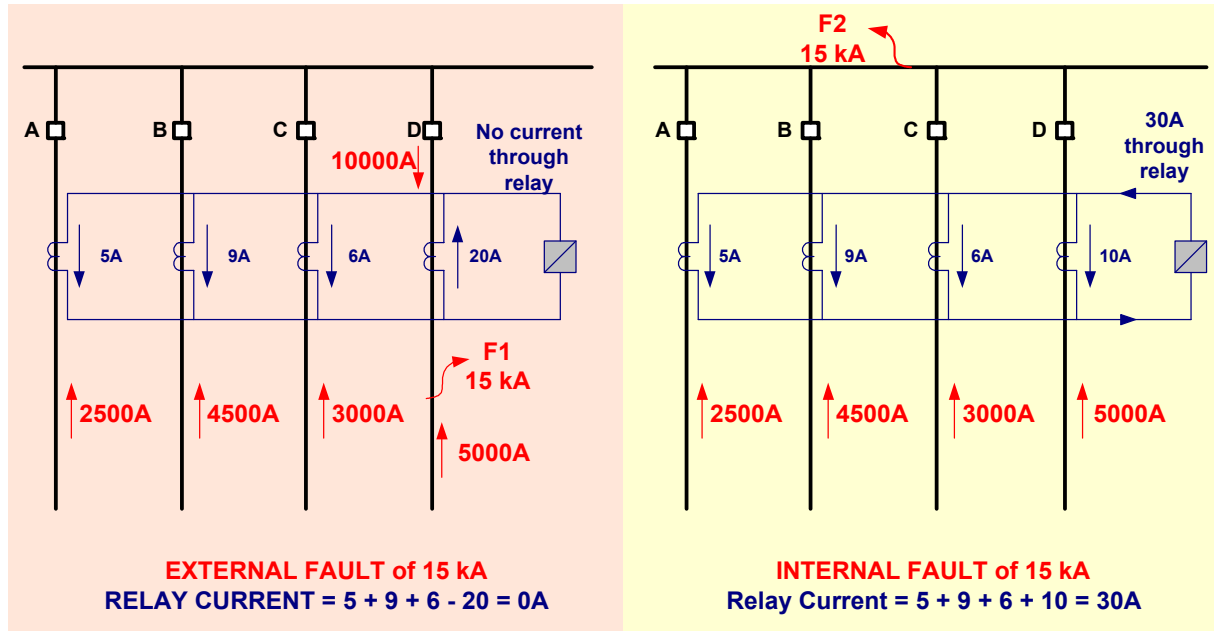 A
B
C
D
10000A
No current
through
relay
5A
9A
6A
20A
F1
15 kA
2500A
4500A
3000A
5000A
EXTERNAL FAULT of 15 kA
RELAY CURRENT = 5 + 9 + 6 - 20 = 0A
F2
15 kA
A
B
C
D
30A
through
relay
5A
9A
6A
10A
2500A
4500A
3000A
5000A
INTERNAL FAULT of 15 kA
Relay Current = 5 + 9 + 6 + 10 = 30A